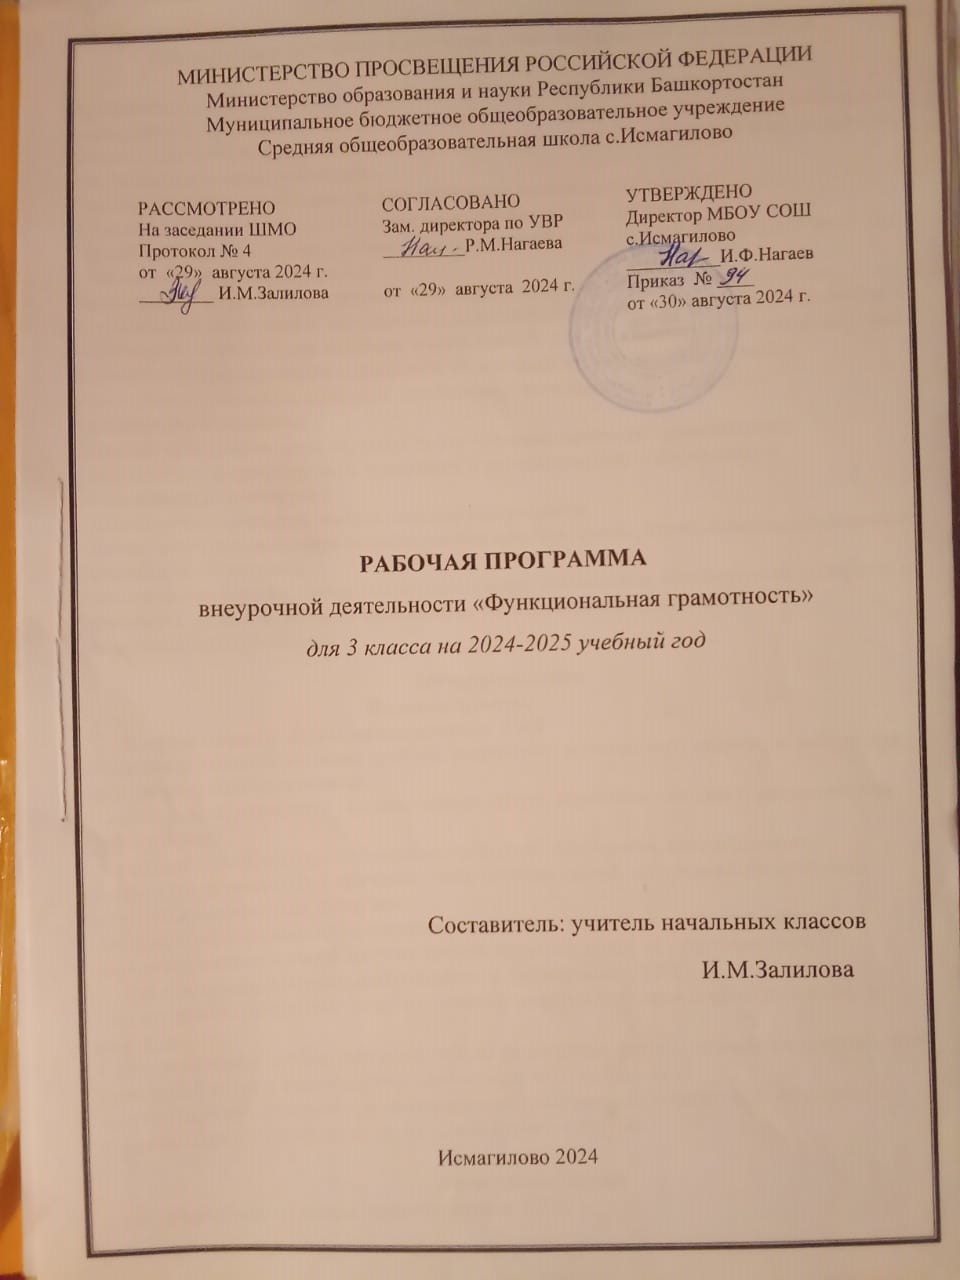 МИНИСТЕРСТВО ПРОСВЕЩЕНИЯ РОССИЙСКОЙ ФЕДЕРАЦИИ
Министерство образования и науки Республики Башкортостан
Муниципальное бюджетное общеобразовательное учреждение
Средняя общеобразовательная школа с.Исмагилово
РАССМОТРЕНО
На заседании ШМО
Протокол № 4
от «29» августа 2024 г.
И.М.Залилова
СОГЛАСОВАНО
Зам. директора по УВР
Р.М.Нагаева
от «29» августа 2024 г.
УТВЕРЖДЕНО
Директор МБОУ СОШ
с.Исмагилово
И.Ф.Нагаев
Приказ № 94
от «30» августа 2024 г.
РАБОЧАЯ ПРОГРАММА
внеурочной деятельности «Функциональная грамотность»
для 3 класса на 2024-2025 учебный год
Составитель: учитель начальных классов
И.М.Залилова
Исмагилово 2024